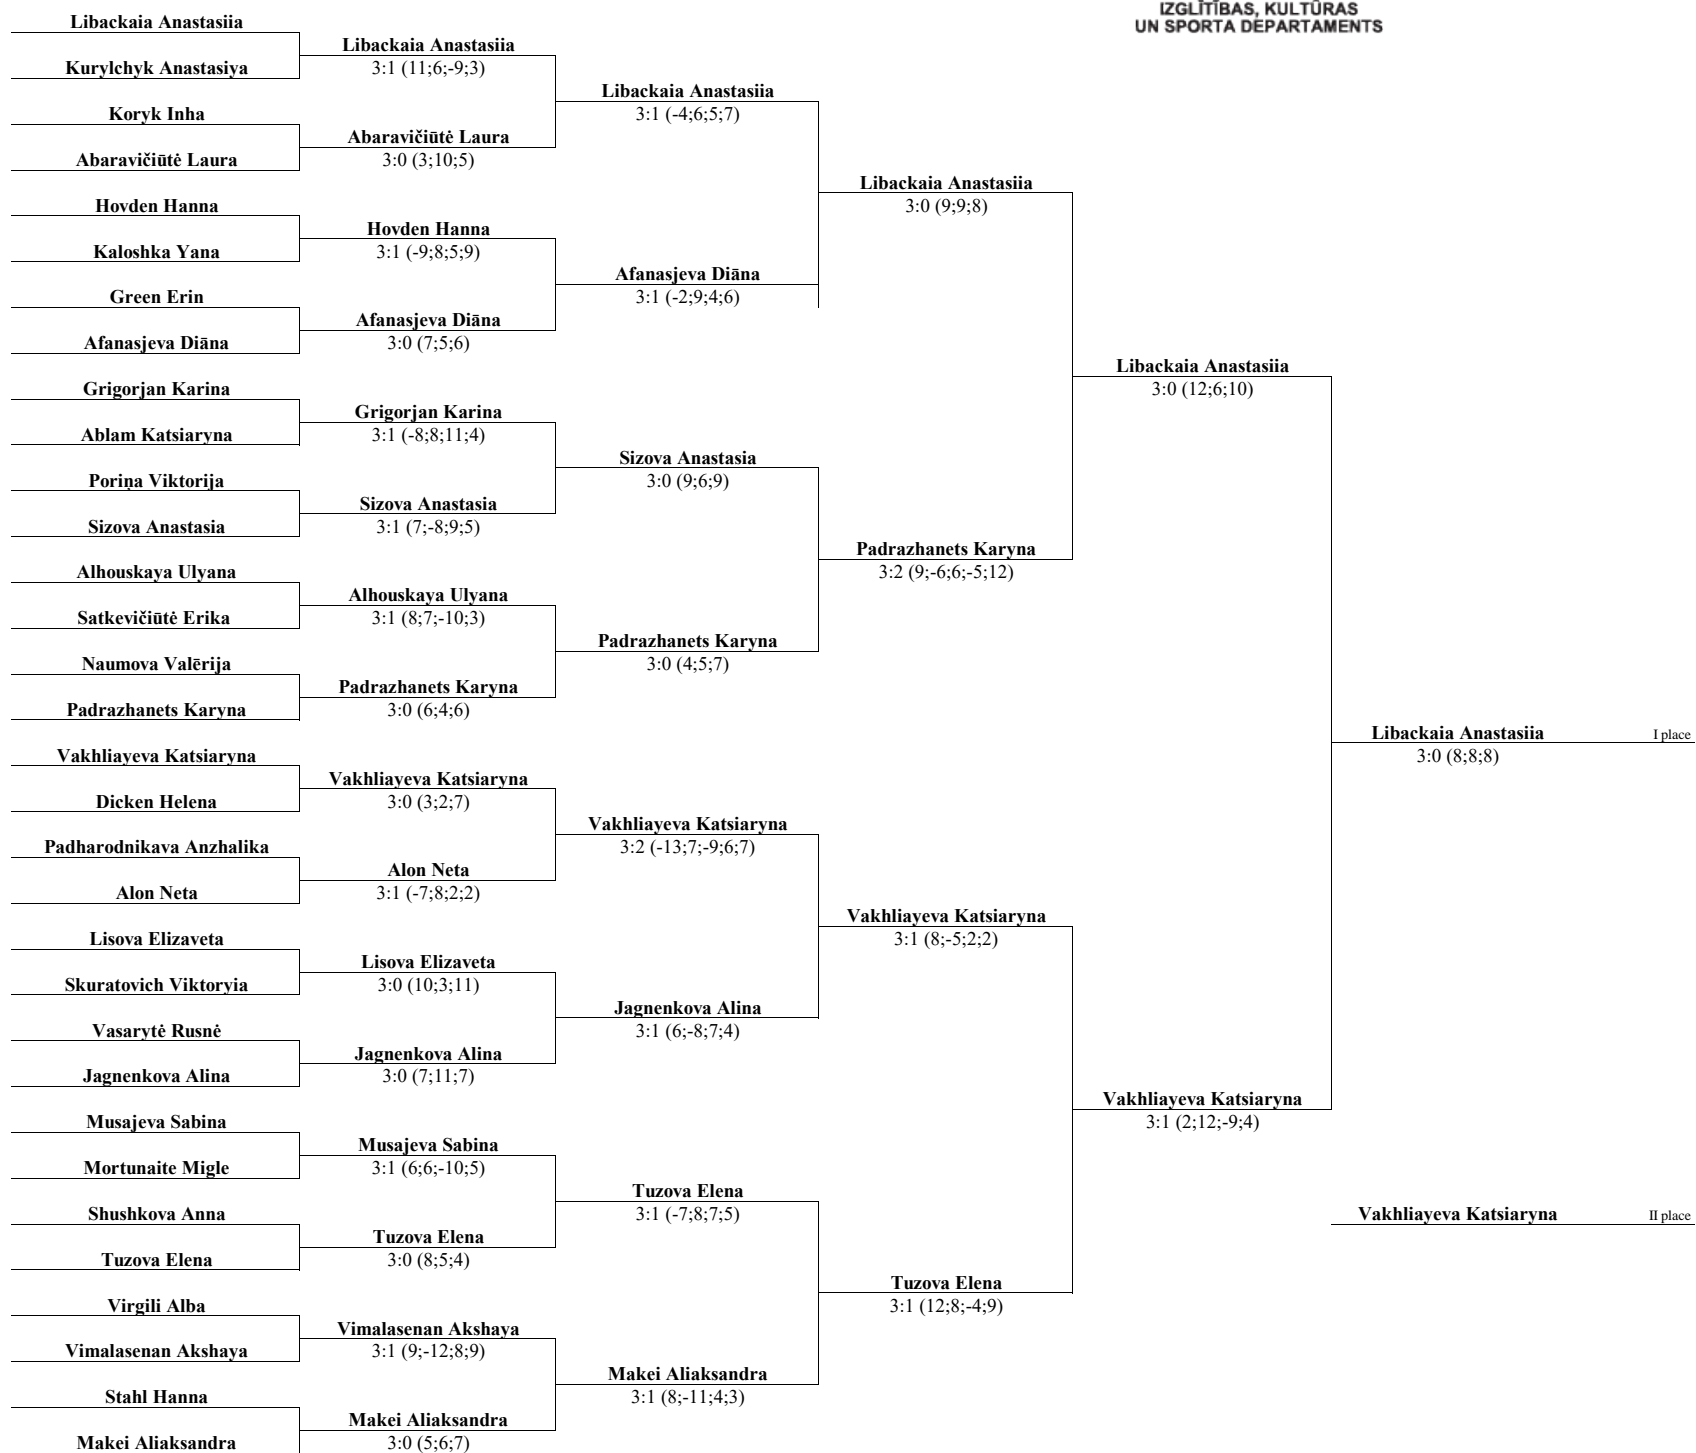 IZGLĪTĪBAS, KULTŪRAS
UN SPORTA DEPARTAMENTS
Libackaia Anastasiia
Kurylchyk Anastasiya
Koryk Inha
Abaravičiūtė Laura
Hovden Hanna
Kaloshka Yana
Green Erin
Afanasjeva Diāna
Grigorjan Karina
Ablam Katsiaryna
Poriņa Viktorija
Sizova Anastasia
Alhouskaya Ulyana
Satkevičiūtė Erika
Naumova Valērija
Padrazhanets Karyna
Vakhliayeva Katsiaryna
Dicken Helena
Padharodnikava Anzhalika
Alon Neta
Lisova Elizaveta
Skuratovich Viktoryia
Vasarytė Rusnė
Jagnenkova Alina
Musajeva Sabina
Mortunaite Migle
Shushkova Anna
Tuzova Elena
Virgili Alba
Vimalasenan Akshaya
Stahl Hanna
Makei Aliaksandra
Libackaia Anastasiia
3:1 (11;6;-9;3)
Abaravičiūtė Laura
3:0 (3;10;5)
Hovden Hanna
3:1 (-9;8;5;9)
Afanasjeva Diāna
3:0 (7;5;6)
Grigorjan Karina
3:1 (-8;8;11;4)
Sizova Anastasia
3:1 (7;-8;9;5)
Alhouskaya Ulyana
3:1 (8;7;-10;3)
Padrazhanets Karyna
3:0 (6;4;6)
Vakhliayeva Katsiaryna
3:0 (3;2;7)
Alon Neta
3:1 (-7;8;2;2)
Lisova Elizaveta
3:0 (10;3;11)
Jagnenkova Alina
3:0 (7;11;7)
Musajeva Sabina
3:1 (6;6;-10;5)
Tuzova Elena
3:0 (8;5;4)
Vimalasenan Akshaya
3:1 (9;-12;8;9)
Makei Aliaksandra
3:0 (5;6;7)
Libackaia Anastasiia
3:1 (-4;6;5;7)
Afanasjeva Diāna
3:1 (-2;9;4;6)
Sizova Anastasia
3:0 (9;6;9)
Padrazhanets Karyna
3:0 (4;5;7)
Vakhliayeva Katsiaryna
3:2 (-13;7;-9;6;7)
Jagnenkova Alina
3:1 (6;-8;7;4)
Tuzova Elena
3:1 (-7;8;7;5)
Makei Aliaksandra
3:1 (8;-11;4;3)
Libackaia Anastasiia
3:0 (9;9;8)
Padrazhanets Karyna
3:2 (9;-6;6;-5;12)
Vakhliayeva Katsiaryna
3:1 (8;-5;2;2)
Tuzova Elena
3:1 (12;8;-4;9)
Libackaia Anastasiia
3:0 (12;6;10)
Vakhliayeva Katsiaryna
3:1 (2;12;-9;4)
Libackaia Anastasiia I place
3:0 (8;8;8)
Vakhliayeva Katsiaryna II place